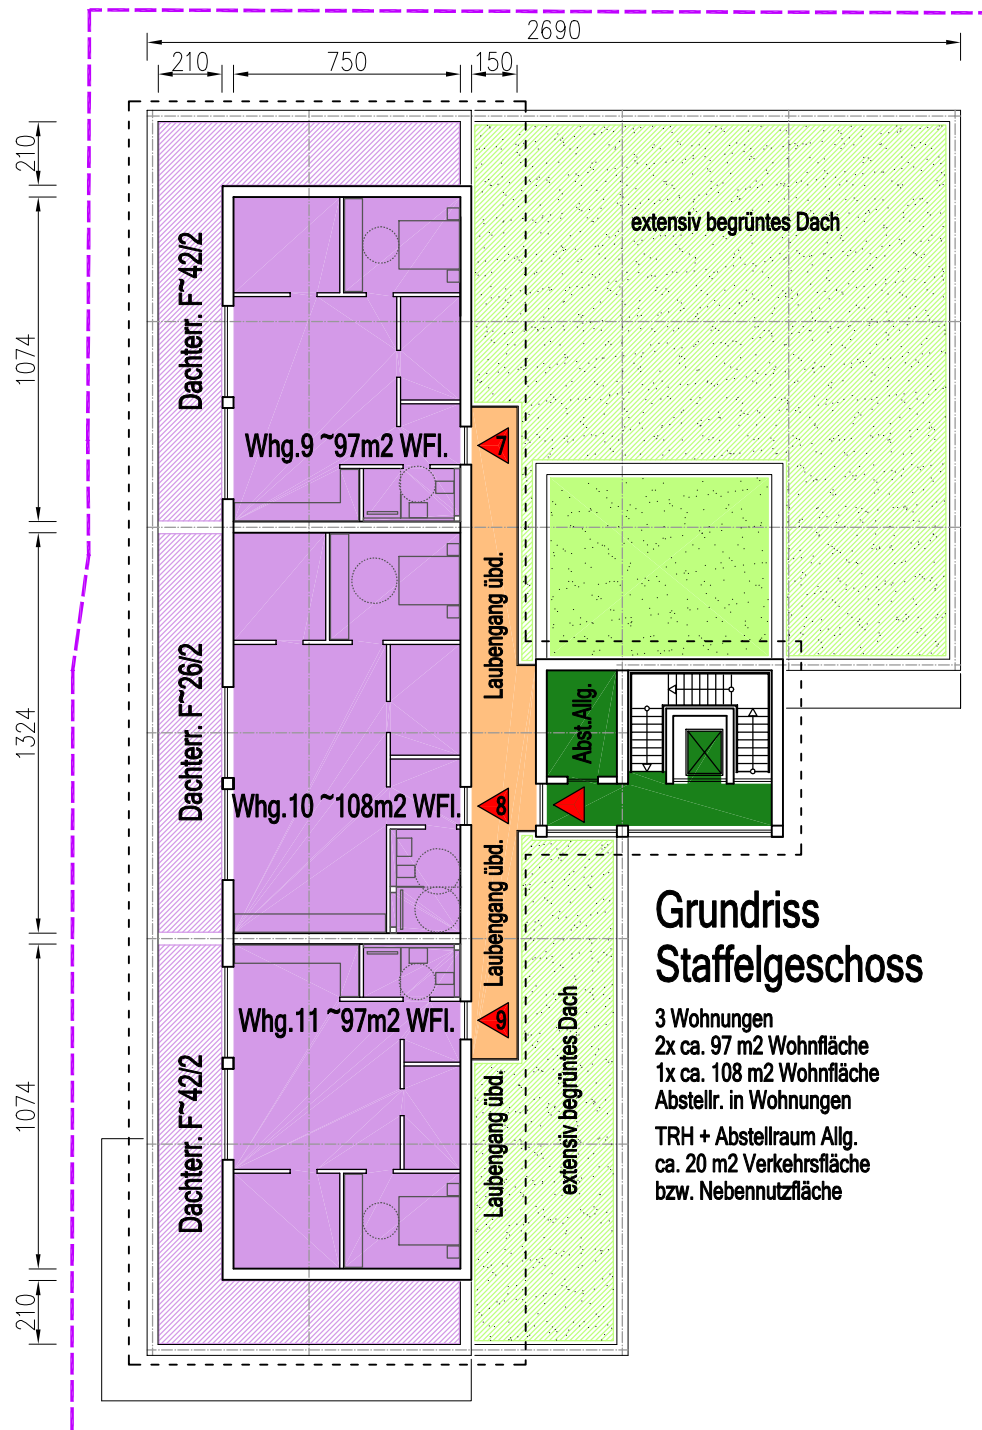 2690
210
750
150
210
1074
1324
1074
210
extensiv begrüntes Dach
Dachterr. F~42/2
Whg.9 ~97m2 WFl.
7
Laubengang übd.
Dachterr. F~26/2
Abst.Allg.
Whg.10 ~108m2 WFl.
8
Laubengang übd.
Grundriss
Staffelgeschoss
3 Wohnungen
2x ca. 97 m2 Wohnfläche
1x ca. 108 m2 Wohnfläche
Abstellr. in Wohnungen
TRH + Abstellraum Allg.
ca. 20 m2 Verkehrsfläche
bzw. Nebennutzfläche
Whg.11 ~97m2 WFl.
9
extensiv begrüntes Dach
Dachterr. F~42/2
Laubengang übd.